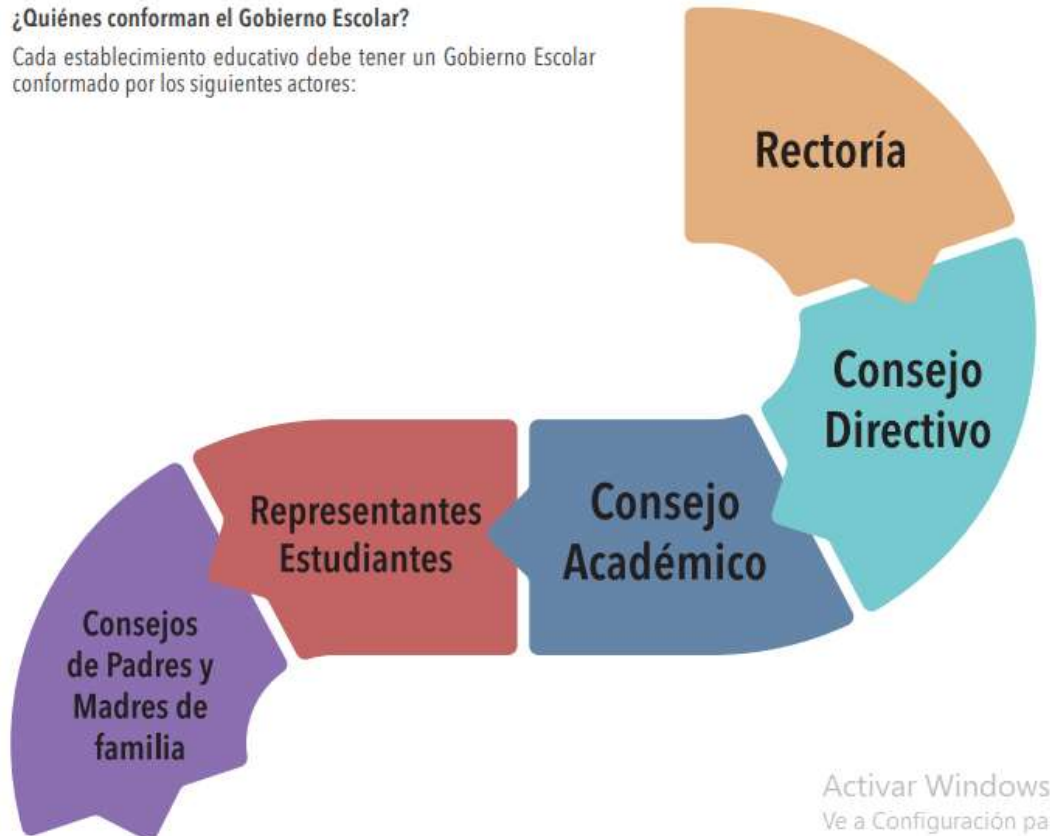 ¿Quiénes conforman el Gobierno Escolar?
Cada establecimiento educativo debe tener un Gobierno Escolar
conformado por los siguientes actores:
Rectoría
Consejo
Directivo
Consejo
Académico
Representantes
Estudiantes
Consejos
de Padres y
Madres de
familia
Activar Windows
Ve a Configuración pa